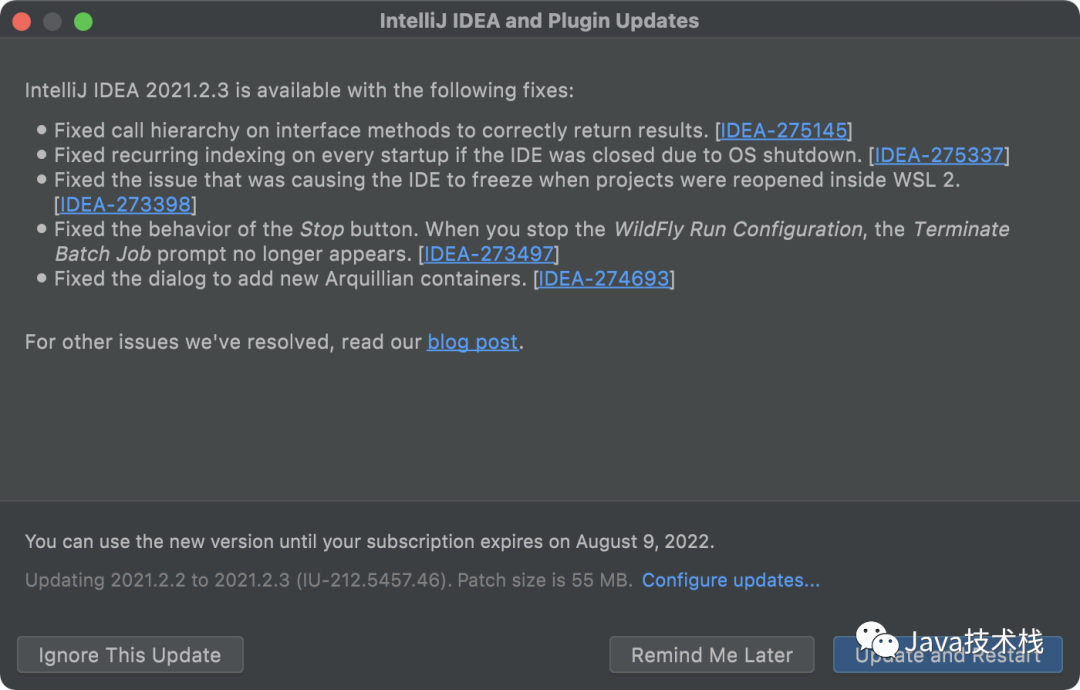 IntelliJ IDEA and Plugin Updates
IntelliJ IDEA 2021.2.3 is available with the following fixes:
● Fixed call hierarchy on interface methods to correctly return results. [IDEA-275145]
● Fixed recurring indexing on every startup if the IDE was closed due to OS shutdown. [IDEA-275337]
● Fixed the issue that was causing the IDE to freeze when projects were reopened inside WSL 2.
[IDEA-273398]
● Fixed the behavior of the Stop button. When you stop the WildFly Run Configuration, the Terminate
Batch Job prompt no longer appears. [IDEA-273497]
● Fixed the dialog to add new Arquillian containers. [IDEA-274693]
For other issues we've resolved, read our blog post.
You can use the new version until your subscription expires on August 9, 2022.
Updating 2021.2.2 to 2021.2.3 (IU-212.5457.46). Patch size is 55 MB. Configure updates...
Ignore This Update
Remind Me Later
Update and Restart
Java技术栈